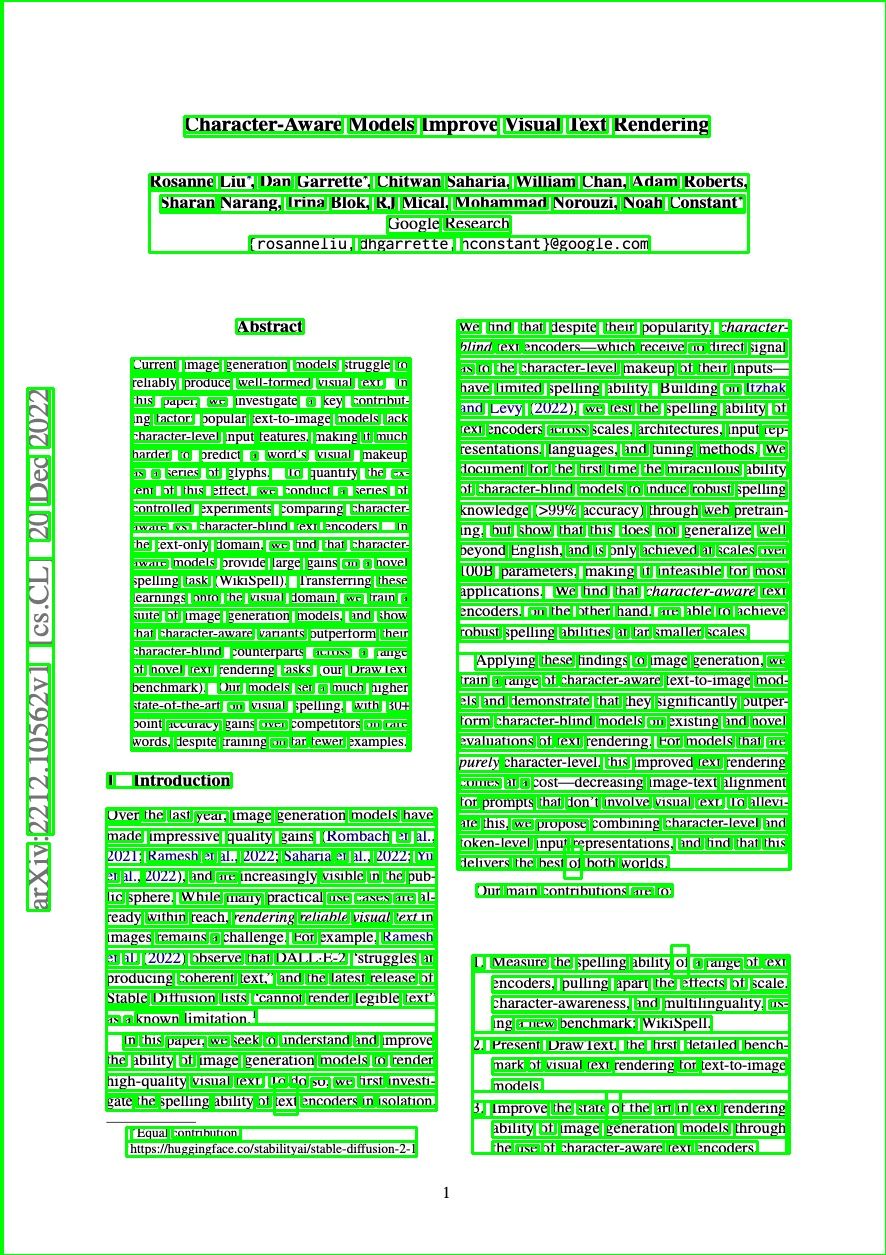 Character-Aware Models Improve Visual Text Rendering
Rosanne Liu*, Dan Garrette*, Chitwan Saharia, William Chan, Adam Roberts,
Sharan Narang, Irina Blok, RJ Mical, Mohammad Norouzi, Noah Constant*
Google Research
{rosanneliu, dhgarrette, nconstant}@google.com
arXiv:2212.10562v1 [cs.CL] 20 Dec 2022
Abstract
Current image generation models struggle to
reliably produce well-formed visual text. In
this paper, we investigate a key contribut-
ing factor: popular text-to-image models lack
character-level input features, making it much
harder to predict a word's visual makeup
as a series of glyphs. To quantify the ex-
tent of this effect, we conduct a series of
controlled experiments comparing character-
aware vs. character-blind text encoders. In
the text-only domain, we find that character-
aware models provide large gains on a novel
spelling task (WikiSpell). Transferring these
learnings onto the visual domain, we train a
suite of image generation models, and show
that character-aware variants outperform their
character-blind counterparts across a range
of novel text rendering tasks (our DrawText
benchmark). Our models set a much higher
state-of-the-art on visual spelling, with 30+
point accuracy gains over competitors on rare
words, despite training on far fewer examples.
1 Introduction
Over the last year, image generation models have
made impressive quality gains (Rombach et al.,
2021; Ramesh et al., 2022; Saharia et al., 2022; Yu
et al., 2022), and are increasingly visible in the pub-
lic sphere. While many practical use cases are al-
ready within reach, rendering reliable visual text in
images remains a challenge. For example, Ramesh
et al. (2022) observe that DALL·E-2 "struggles at
producing coherent text," and the latest release of
Stable Diffusion lists "cannot render legible text"
as a known limitation.1
In this paper, we seek to understand and improve
the ability of image generation models to render
high-quality visual text. To do so, we first investi-
gate the spelling ability of text encoders in isolation.
*Equal contribution
https://huggingface.co/stabilityai/stable-diffusion-2-1
We find that despite their popularity, character-
blind text encoders—which receive no direct signal
as to the character-level makeup of their inputs—
have limited spelling ability. Building on Itzhak
and Levy (2022), we test the spelling ability of
text encoders across scales, architectures, input rep-
resentations, languages, and tuning methods. We
document for the first time the miraculous ability
of character-blind models to induce robust spelling
knowledge (>99% accuracy) through web pretrain-
ing, but show that this does not generalize well
beyond English, and is only achieved at scales over
100B parameters, making it infeasible for most
applications. We find that character-aware text
encoders, on the other hand, are able to achieve
robust spelling abilities at far smaller scales.
Applying these findings to image generation, we
train a range of character-aware text-to-image mod-
els and demonstrate that they significantly outper-
form character-blind models on existing and novel
evaluations of text rendering. For models that are
purely character-level, this improved text rendering
comes at a cost—decreasing image-text alignment
for prompts that don't involve visual text. To allevi-
ate this, we propose combining character-level and
token-level input representations, and find that this
delivers the best of both worlds.
Our main contributions are to:
1. Measure the spelling ability of a range of text
encoders, pulling apart the effects of scale,
character-awareness, and multilinguality, us-
ing a new benchmark: WikiSpell.
2. Present DrawText, the first detailed bench-
mark of visual text rendering for text-to-image
models.
3. Improve the state of the art in text rendering
ability of image generation models through
the use of character-aware text encoders.
1